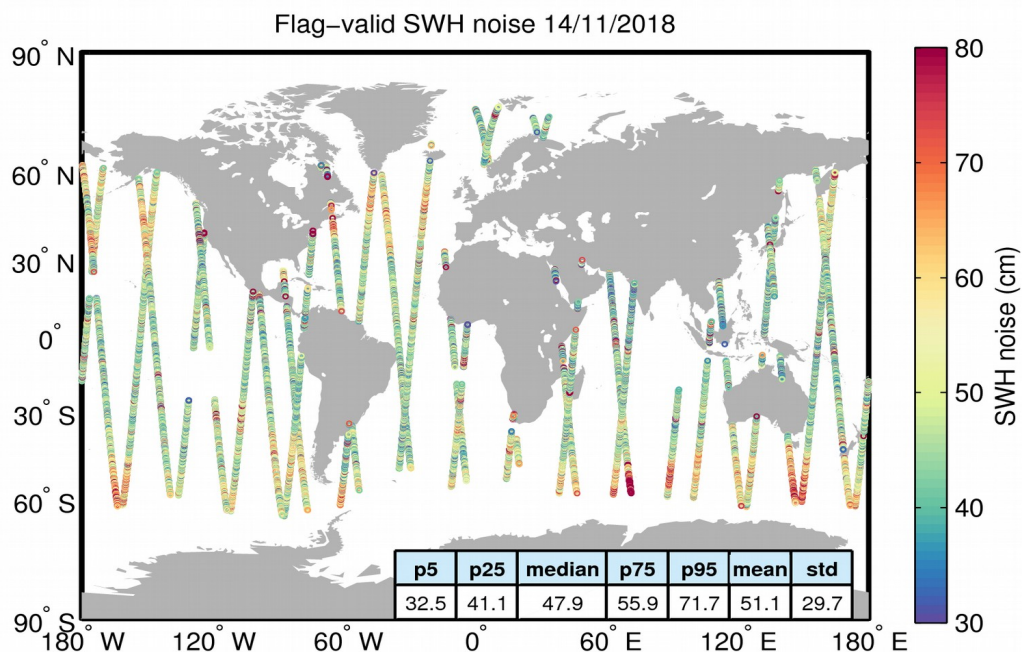 Flag−valid SWH noise 14/11/2018
90° N
60° N
30° N
0°
30° S
60° S
90° S
180° W
120° W
60° W
0°
60° E
120° E
180° E
p5 p25 median p75 p95 mean std
32.5 41.1 47.9 55.9 71.7 51.1 29.7
80
70
60
50
40
30
SWH noise (cm)